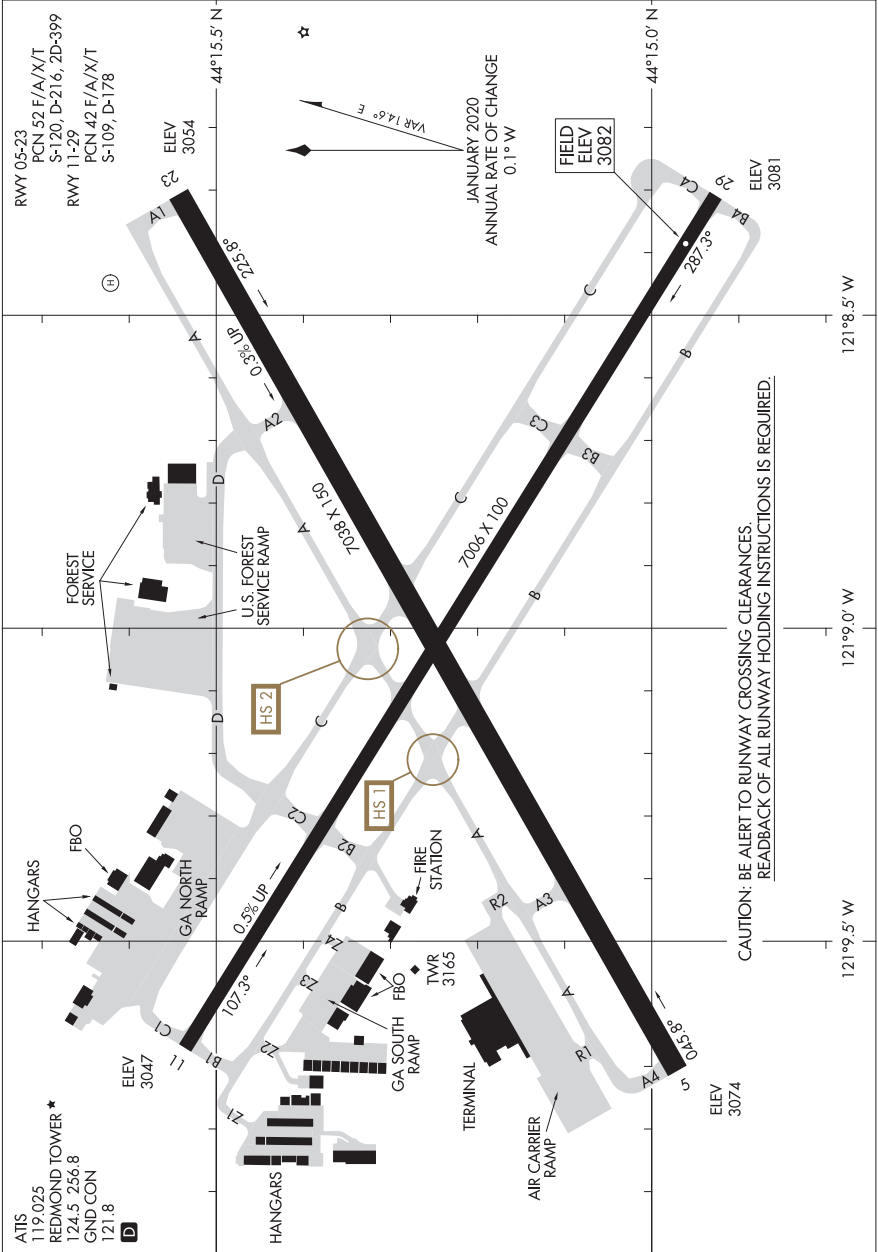 ATIS
119.025
REDMOND TOWER
124.5 256.8
GND CON
121.8
D
RWY 05-23
PCN 52 F/A/X/T
S-120, D-216, 2D-399
RWY 11-29
PCN 42 F/A/X/T
S-109, D-178
44°15.5' N
44°15.0' N
121°8.5' W
121°9.0' W
121°9.5' W
ELEV
3054
23
A1
225.8°
0.3% UP
H
A
A2
A
7038 X 150
VAR 14.6° E
JANUARY 2020
ANNUAL RATE OF CHANGE
0.1° W
FIELD
ELEV
3082
C4
29
B4
ELEV
3081
287.3°
C
B
C3
B3
C
7006 X 100
B
FOREST
SERVICE
U.S. FOREST
SERVICE RAMP
D
D
HS 2
HS 1
C
C2
B2
HANGARS
FBO
GA NORTH
RAMP
0.5% UP
107.3°
C1
11
B1
ELEV
3047
B
Z4
Z3
Z2
Z1
FIRE
STATION
TWR
3165
FBO
GA SOUTH
RAMP
HANGARS
A
R2
A3
A
R1
A4
TERMINAL
AIR CARRIER
RAMP
045.8°
5
ELEV
3074
CAUTION: BE ALERT TO RUNWAY CROSSING CLEARANCES.
READBACK OF ALL RUNWAY HOLDING INSTRUCTIONS IS REQUIRED.